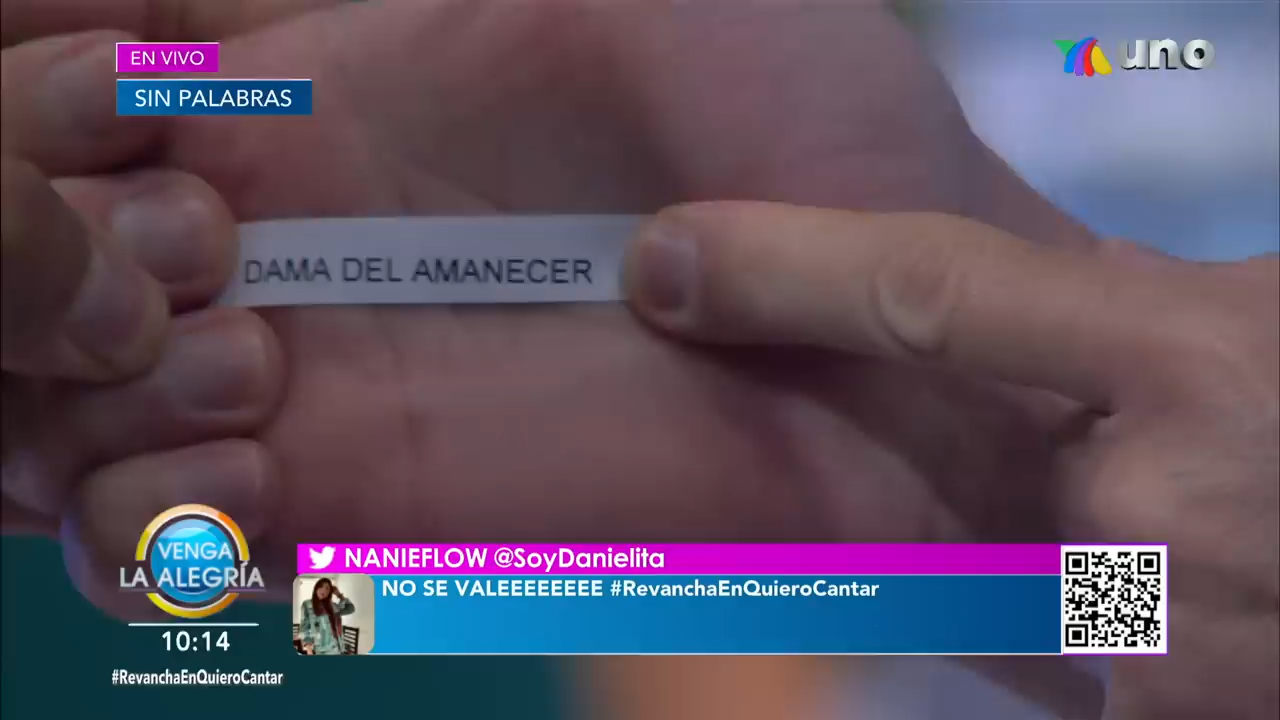 EN VIVO
SIN PALABRAS
uno
DAMA DEL AMANECER
NANIEFLOW @SoyDanielita
NO SE VALEEEEEEEE #RevanchaEnQuieroCantar
VENGA
LA ALEGRÍA
10:14
#RevanchaEnQuieroCantar